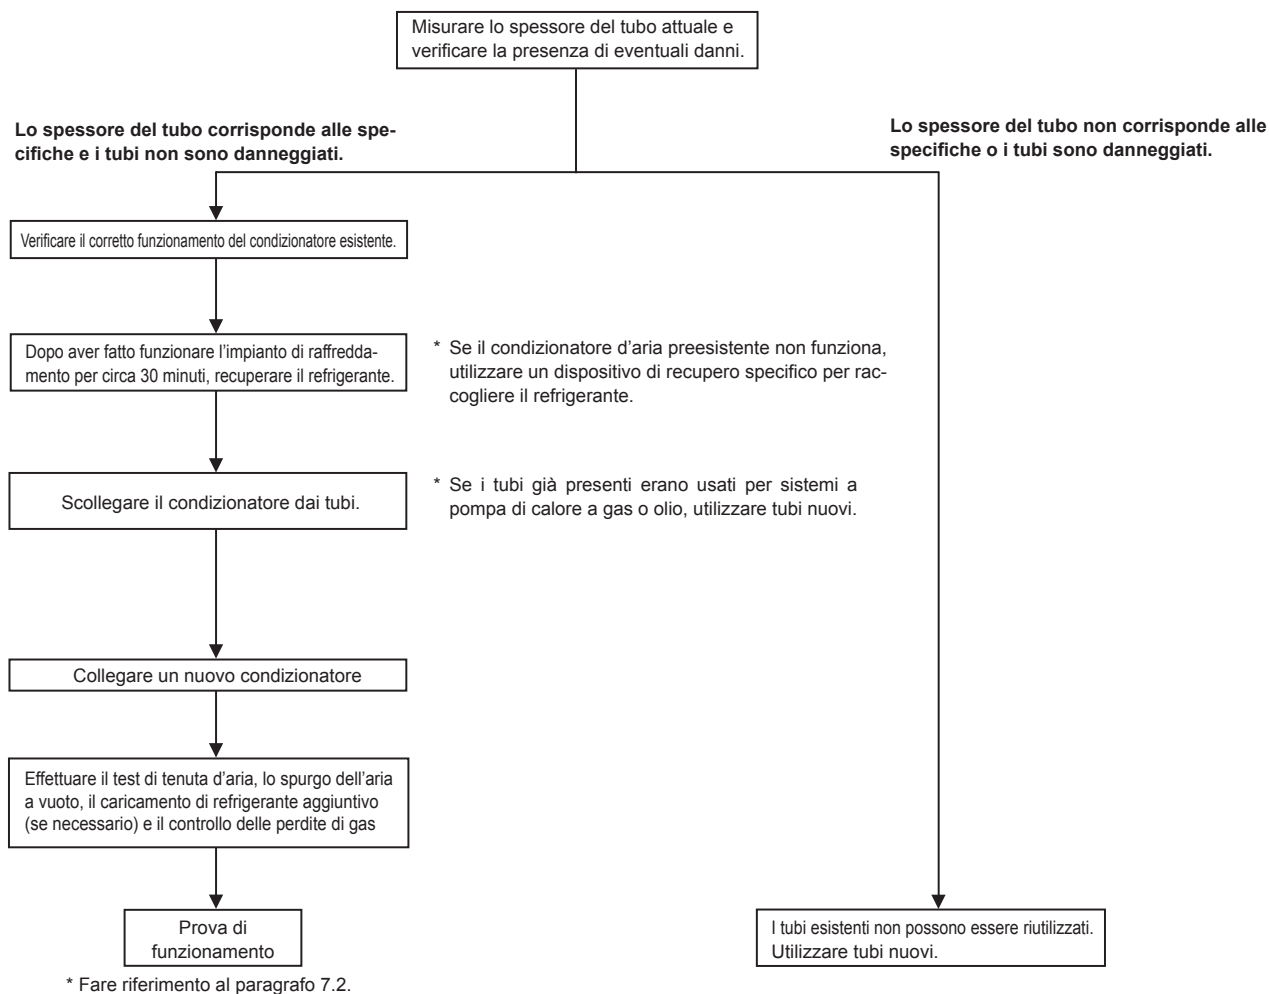 Misurare lo spessore del tubo attuale e
verificare la presenza di eventuali danni.
Lo spessore del tubo corrisponde alle spe-
cifiche e i tubi non sono danneggiati.
Lo spessore del tubo non corrisponde alle
specifiche o i tubi sono danneggiati.
Verificare il corretto funzionamento del condizionatore esistente.
Dopo aver fatto funzionare l’impianto di raffredda-
mento per circa 30 minuti, recuperare il refrigerante.
* Se il condizionatore d’aria preesistente non funziona,
utilizzare un dispositivo di recupero specifico per rac-
cogliere il refrigerante.
Scollegare il condizionatore dai tubi.
* Se i tubi già presenti erano usati per sistemi a
pompa di calore a gas o olio, utilizzare tubi nuovi.
Collegare un nuovo condizionatore
Effettuare il test di tenuta d’aria, lo spurgo dell’aria
a vuoto, il caricamento di refrigerante aggiuntivo
(se necessario) e il controllo delle perdite di gas
Prova di
funzionamento
* Fare riferimento al paragrafo 7.2.
I tubi esistenti non possono essere riutilizzati.
Utilizzare tubi nuovi.